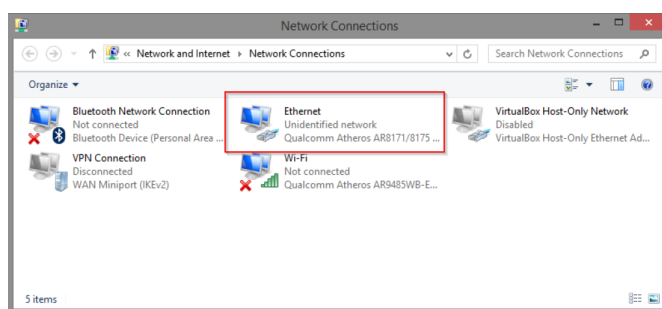 Network Connections
« Network and Internet ▸ Network Connections
Search Network Connections
Organize
Bluetooth Network Connection
Not connected
Bluetooth Device (Personal Area ...
Ethernet
Unidentified network
Qualcomm Atheros AR8171/8175 ...
VirtualBox Host-Only Network
Disabled
VirtualBox Host-Only Ethernet Ad...
VPN Connection
Disconnected
WAN Miniport (IKEv2)
Wi-Fi
Not connected
Qualcomm Atheros AR9485WB-E...
5 items